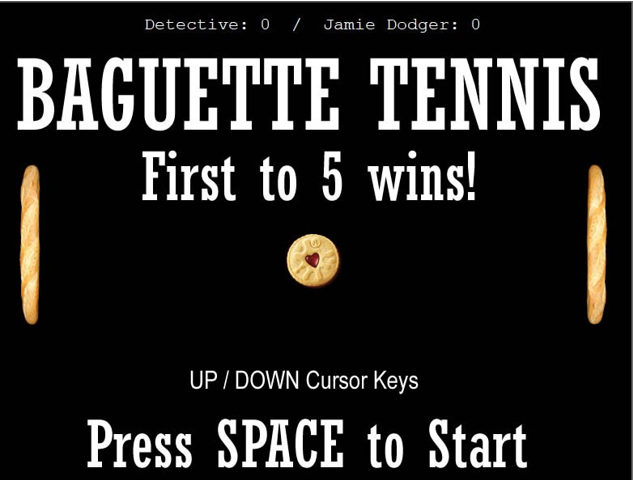 Detective: 0 / Jamie Dodger: 0
BAGUETTE TENNIS
First to 5 wins!
UP / DOWN Cursor Keys
Press SPACE to Start